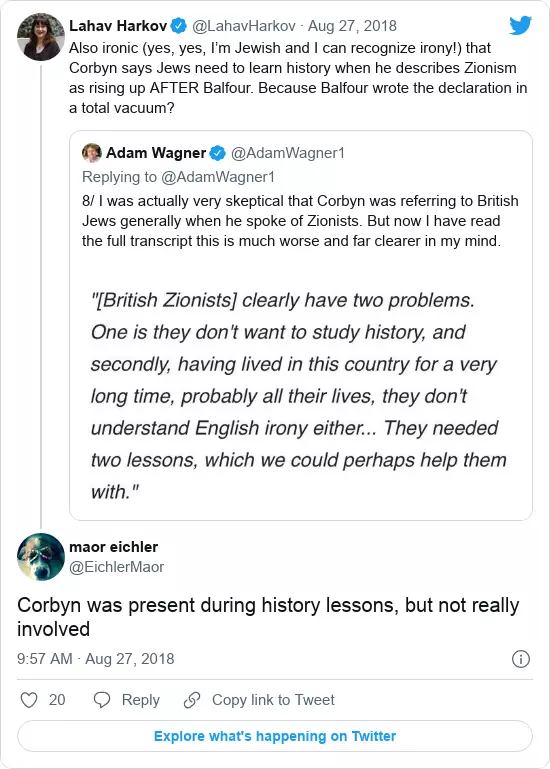 Lahav Harkov @LahavHarkov · Aug 27, 2018
Also ironic (yes, yes, I'm Jewish and I can recognize irony!) that
Corbyn says Jews need to learn history when he describes Zionism
as rising up AFTER Balfour. Because Balfour wrote the declaration in
a total vacuum?
Adam Wagner @AdamWagner1
Replying to @AdamWagner1
8/ I was actually very skeptical that Corbyn was referring to British
Jews generally when he spoke of Zionists. But now I have read
the full transcript this is much worse and far clearer in my mind.
"[British Zionists] clearly have two problems.
One is they don't want to study history, and
secondly, having lived in this country for a very
long time, probably all their lives, they don't
understand English irony either... They needed
two lessons, which we could perhaps help them
with."
maor eichler
@EichlerMaor
Corbyn was present during history lessons, but not really
involved
9:57 AM · Aug 27, 2018
20 Reply Copy link to Tweet
Explore what's happening on Twitter